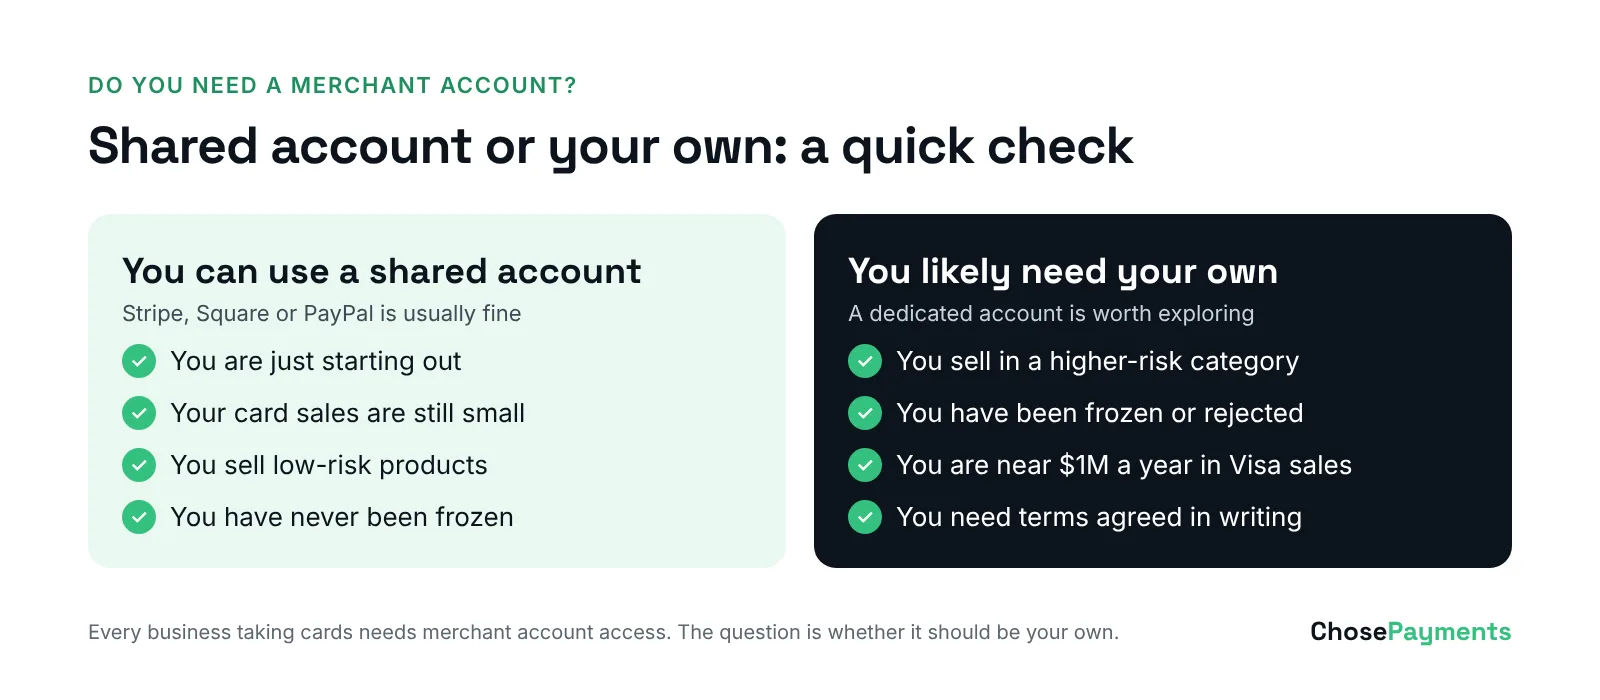 DO YOU NEED A MERCHANT ACCOUNT?
Shared account or your own: a quick check
You can use a shared account
Stripe, Square or PayPal is usually fine
You are just starting out
Your card sales are still small
You sell low-risk products
You have never been frozen
You likely need your own
A dedicated account is worth exploring
You sell in a higher-risk category
You have been frozen or rejected
You are near $1M a year in Visa sales
You need terms agreed in writing
Every business taking cards needs merchant account access. The question is whether it should be your own.
ChosePayments